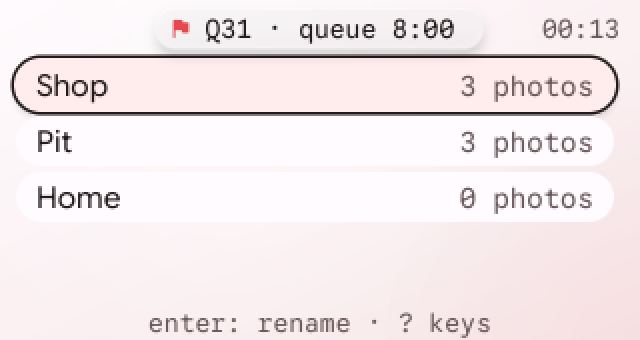 Q31 · queue 8:00
00:13
Shop 3 photos
Pit 3 photos
Home 0 photos
enter: rename · ? keys